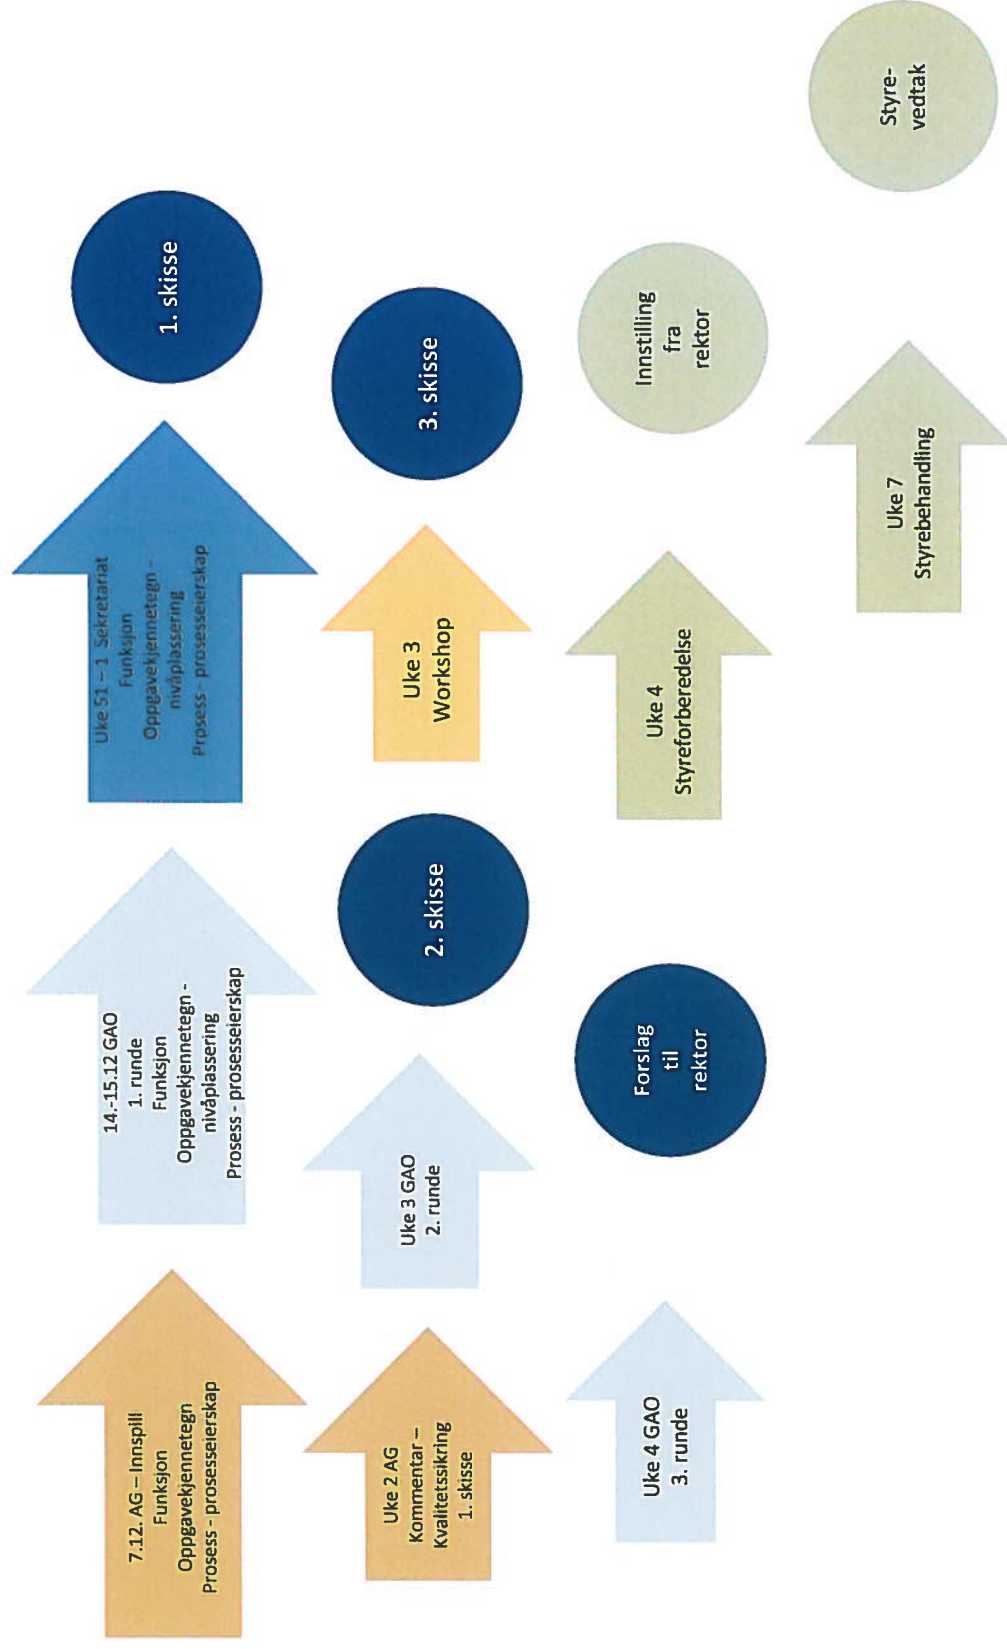 7.12. AG – Innspill
Funksjon
Oppgavekjennetegn
Prosess - prosesseierskap
14.-15.12 GAO
1. runde
Funksjon
Oppgavekjennetegn -
nivåplassering
Prosess - prosesseierskap
Uke 51 – 1 Sekretariat
Funksjon
Oppgavekjennetegn -
nivåplassering
Prosess - prosesseierskap
1. skisse
Uke 2 AG
Kommentar –
Kvalitetssikring
1. skisse
Uke 3 GAO
2. runde
2. skisse
Uke 3
Workshop
3. skisse
Uke 4 GAO
3. runde
Forslag
til
rektor
Uke 4
Styreforberedelse
Innstilling
fra
rektor
Uke 7
Styrebehandling
Styre-
vedtak